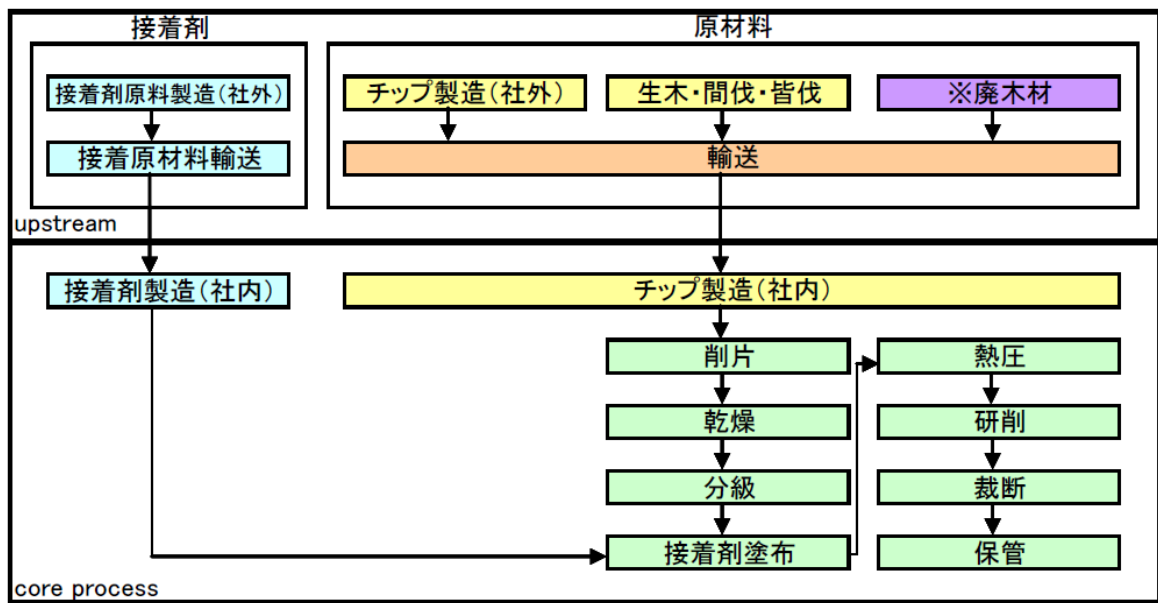 接着剤
原材料
接着剤原料製造(社外)
チップ製造(社外)
生木・間伐・皆伐
※廃木材
接着原材料輸送
輸送
upstream
接着剤製造(社内)
チップ製造(社内)
削片
熱圧
乾燥
研削
分級
裁断
接着剤塗布
保管
core process